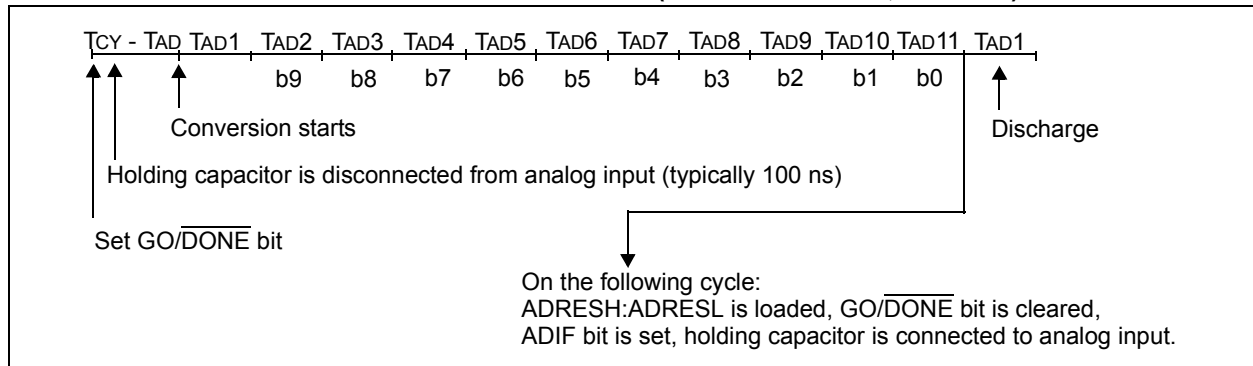 TCY - TAD TAD1 TAD2 TAD3 TAD4 TAD5 TAD6 TAD7 TAD8 TAD9 TAD10 TAD11 TAD1
b9 b8 b7 b6 b5 b4 b3 b2 b1 b0
Conversion starts
Discharge
Holding capacitor is disconnected from analog input (typically 100 ns)
Set GO/DONE bit
On the following cycle:
ADRESH:ADRESL is loaded, GO/DONE bit is cleared,
ADIF bit is set, holding capacitor is connected to analog input.